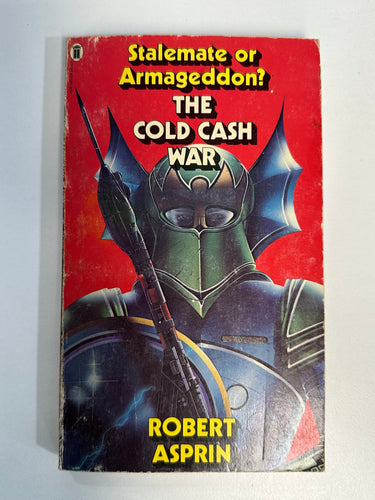 Stalemate or
Armageddon?
THE
COLD CASH
WAR
ROBERT
ASPRIN